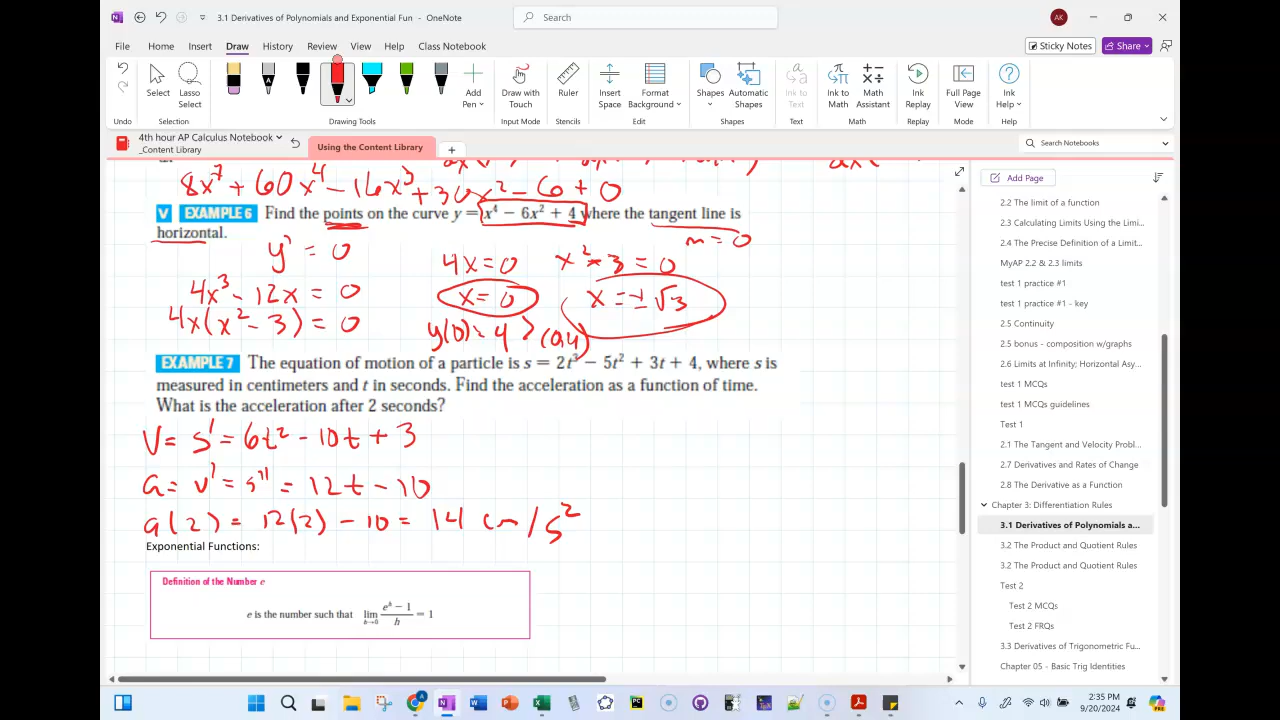 3.1 Derivatives of Polynomials and Exponential Fun - OneNote
Search
AK
File Home Insert Draw History Review View Help Class Notebook
Sticky Notes
Share
Undo
Select
Lasso Select
Add Pen
Draw with Touch
Ruler
Insert Space
Format Background
Shapes
Automatic Shapes
Ink to Text
Ink to Math
Math Assistant
Ink Replay
Full Page View
Ink Help
Undo Selection Drawing Tools Input Mode Stencils Edit Shapes Text Math Replay Mode Help
4th hour AP Calculus Notebook
_Content Library
Using the Content Library
Search Notebooks
8x⁷ + 60x⁴ - 16x³ + 30x² - 6 + 0
V EXAMPLE 6 Find the points on the curve y = x⁴ − 6x² + 4 where the tangent line is
horizontal.
m = 0
y' = 0
4x³ - 12x = 0
4x(x² - 3) = 0
4x = 0
x = 0
x² - 3 = 0
x = ±√3
y(0) = 4 > (0,4)
EXAMPLE 7 The equation of motion of a particle is s = 2t³ − 5t² + 3t + 4, where s is
measured in centimeters and t in seconds. Find the acceleration as a function of time.
What is the acceleration after 2 seconds?
V = s' = 6t² - 10t + 3
a = v' = s'' = 12t - 10
a(2) = 12(2) - 10 = 14 cm/s²
Exponential Functions:
Definition of the Number e
e is the number such that lim h→0 (eʰ − 1)/h = 1
Add Page
2.2 The limit of a function
2.3 Calculating Limits Using the Limi...
2.4 The Precise Definition of a Limit...
MyAP 2.2 & 2.3 limits
test 1 practice #1
test 1 practice #1 - key
2.5 Continuity
2.5 bonus - composition w/graphs
2.6 Limits at Infinity; Horizontal Asy...
test 1 MCQs
test 1 MCQs guidelines
Test 1
2.1 The Tangent and Velocity Probl...
2.7 Derivatives and Rates of Change
2.8 The Derivative as a Function
Chapter 3: Differentiation Rules
3.1 Derivatives of Polynomials a...
3.2 The Product and Quotient Rules
3.2 The Product and Quotient Rules
Test 2
Test 2 MCQs
Test 2 FRQs
3.3 Derivatives of Trigonometric Fu...
Chapter 05 - Basic Trig Identities
2:35 PM
9/20/2024